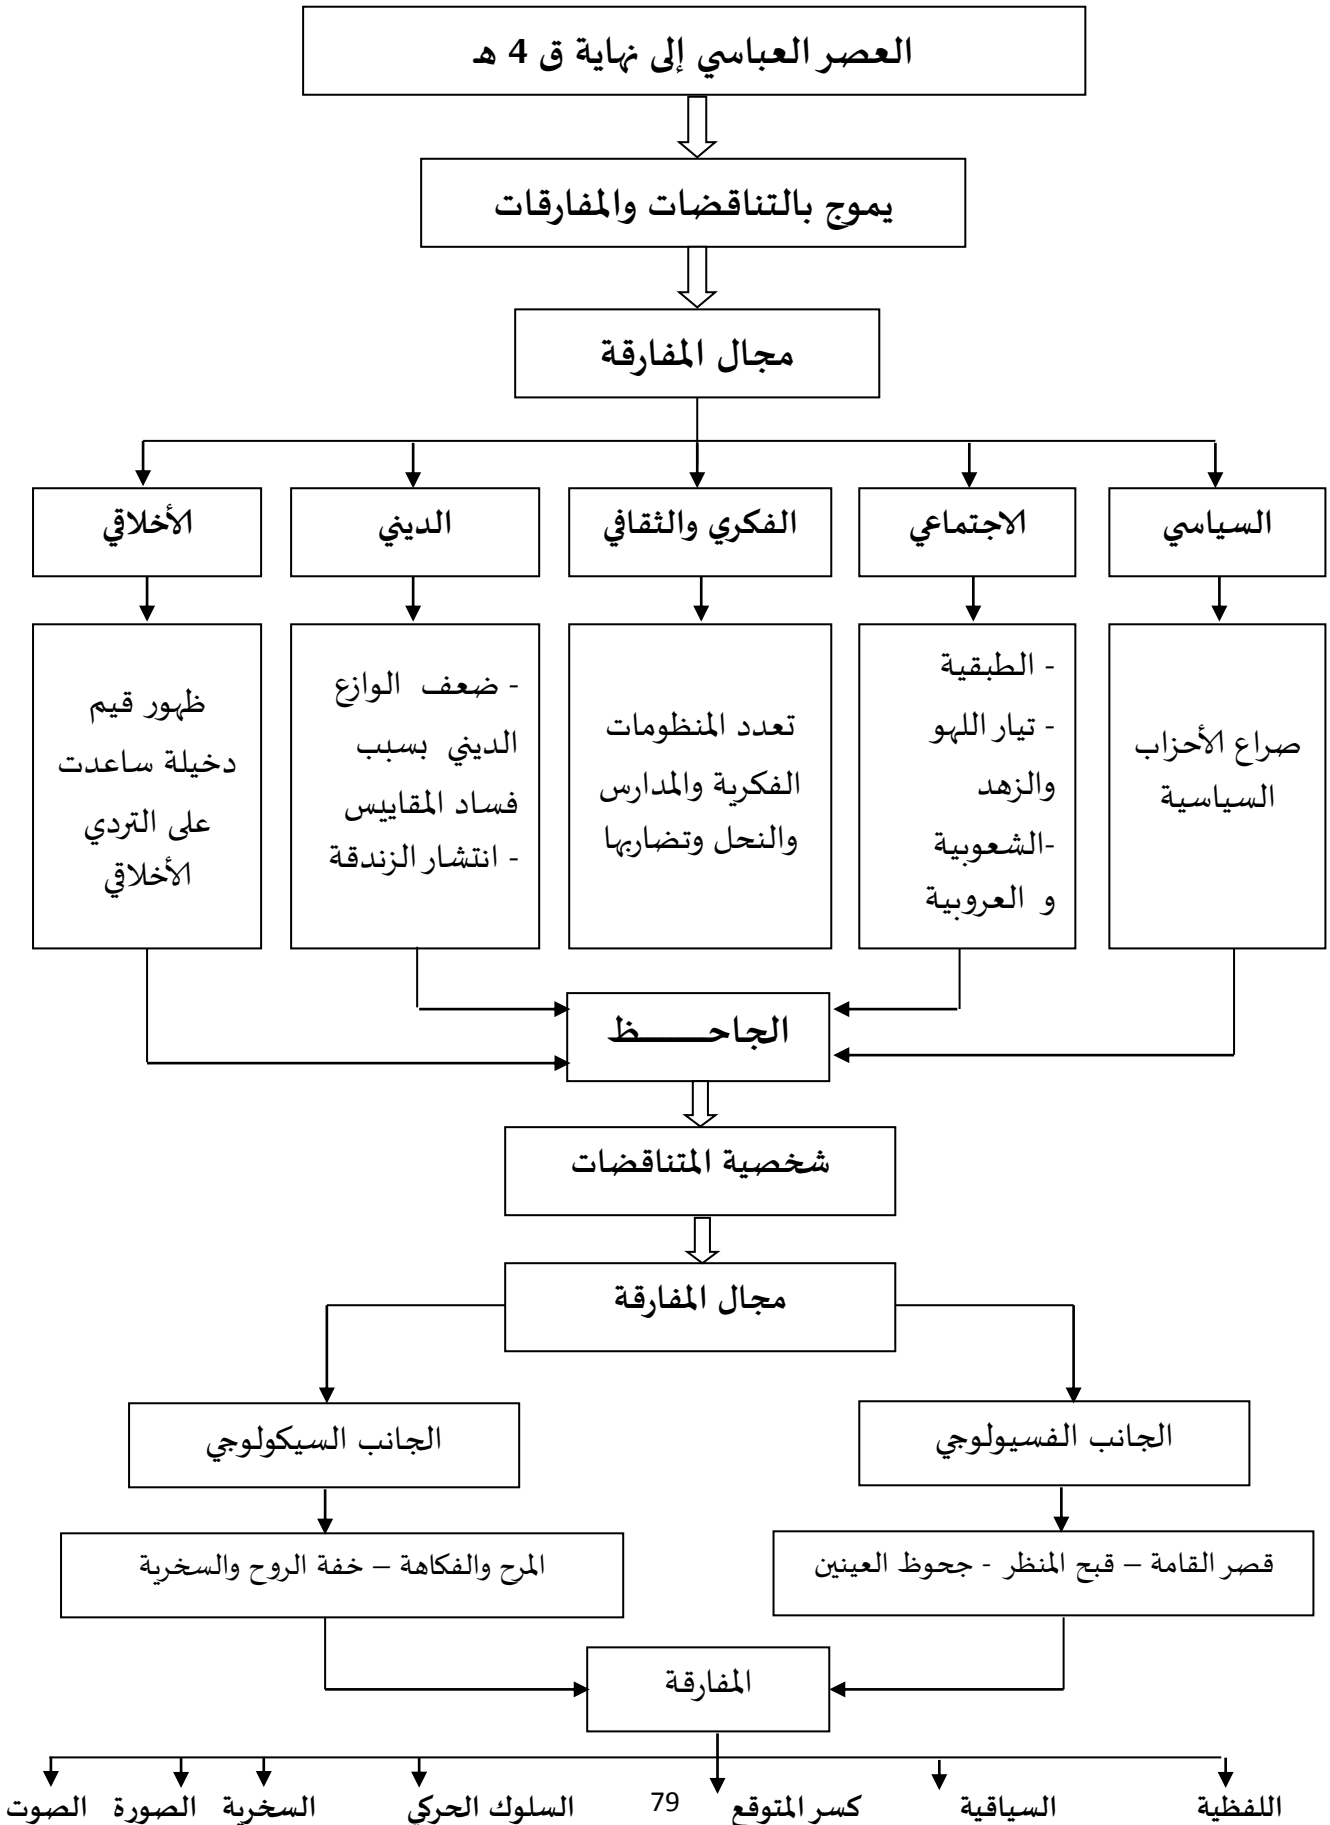 العصر العباسي إلى نهاية ق 4 هـ
يموج بالتناقضات والمفارقات
مجال المفارقة
السياسي
الاجتماعي
الفكري والثقافي
الديني
الأخلاقي
صراع الأحزاب
السياسية
- الطبقية
- تيار اللهو
والزهد
-الشعوبية
و العروبية
تعدد المنظومات
الفكرية والمدارس
والنحل وتضاربها
- ضعف الوازع
الديني بسبب
فساد المقاييس
- انتشار الزندقة
ظهور قيم
دخيلة ساعدت
على التردي
الأخلاقي
الجاحــــــظ
شخصية المتناقضات
مجال المفارقة
الجانب الفسيولوجي
الجانب السيكولوجي
قصر القامة – قبح المنظر - جحوظ العينين
المرح والفكاهة – خفة الروح والسخرية
المفارقة
اللفظية
السياقية
كسر المتوقع
السلوك الحركي
السخرية
الصورة
الصوت
79